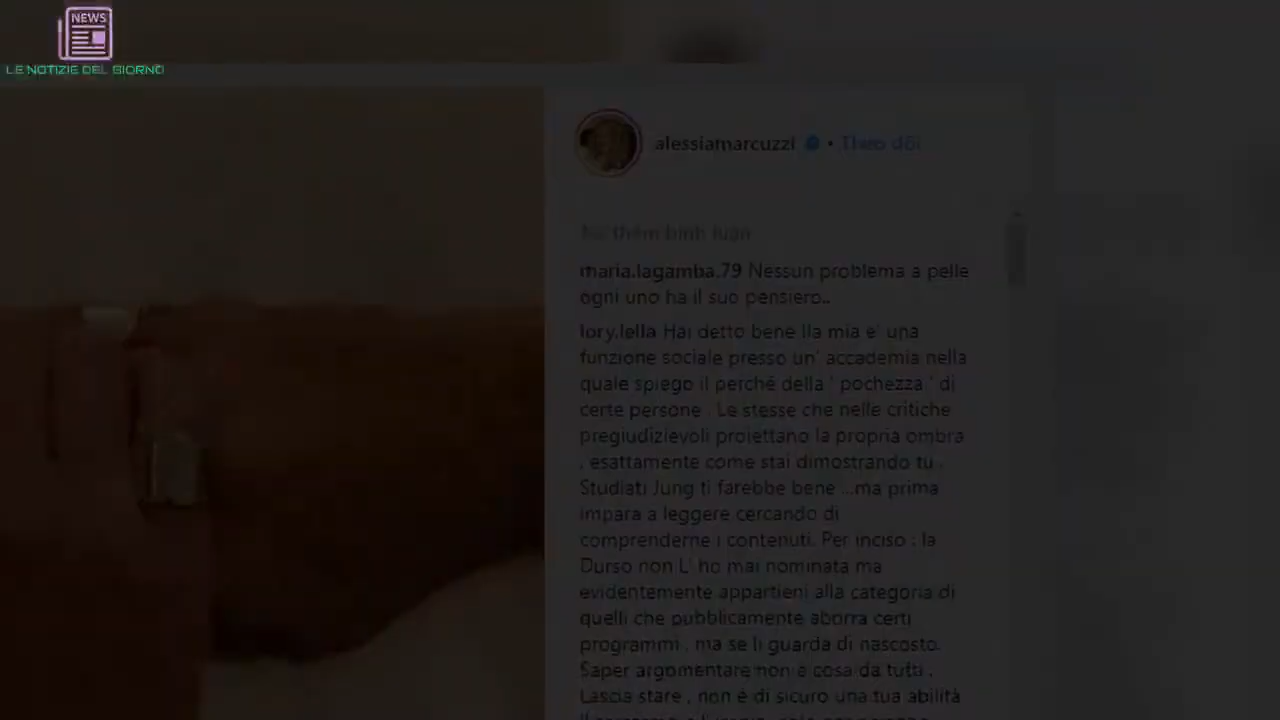 NEWS
LE NOTIZIE DEL GIORNO
alessiamarcuzzi • Theo dõi
thêm bình luận
maria.lagamba.79 Nessun problema a pelle
ogni uno ha il suo pensiero..
lory.lella Hai detto bene lla mia e' una
funzione sociale presso un' accademia nella
quale spiego il perché della ' pochezza ' di
certe persone . Le stesse che nelle critiche
pregiudizievoli proiettano la propria ombra
, esattamente come stai dimostrando tu .
Studiati Jung ti farebbe bene ...ma prima
impara a leggere cercando di
comprenderne i contenuti. Per inciso : la
Durso non L' ho mai nominata ma
evidentemente appartieni alla categoria di
quelli che pubblicamente aborra certi
programmi , ma se li guarda di nascosto.
Saper argomentare non è cosa da tutti .
Lascia stare , non è di sicuro una tua abilità